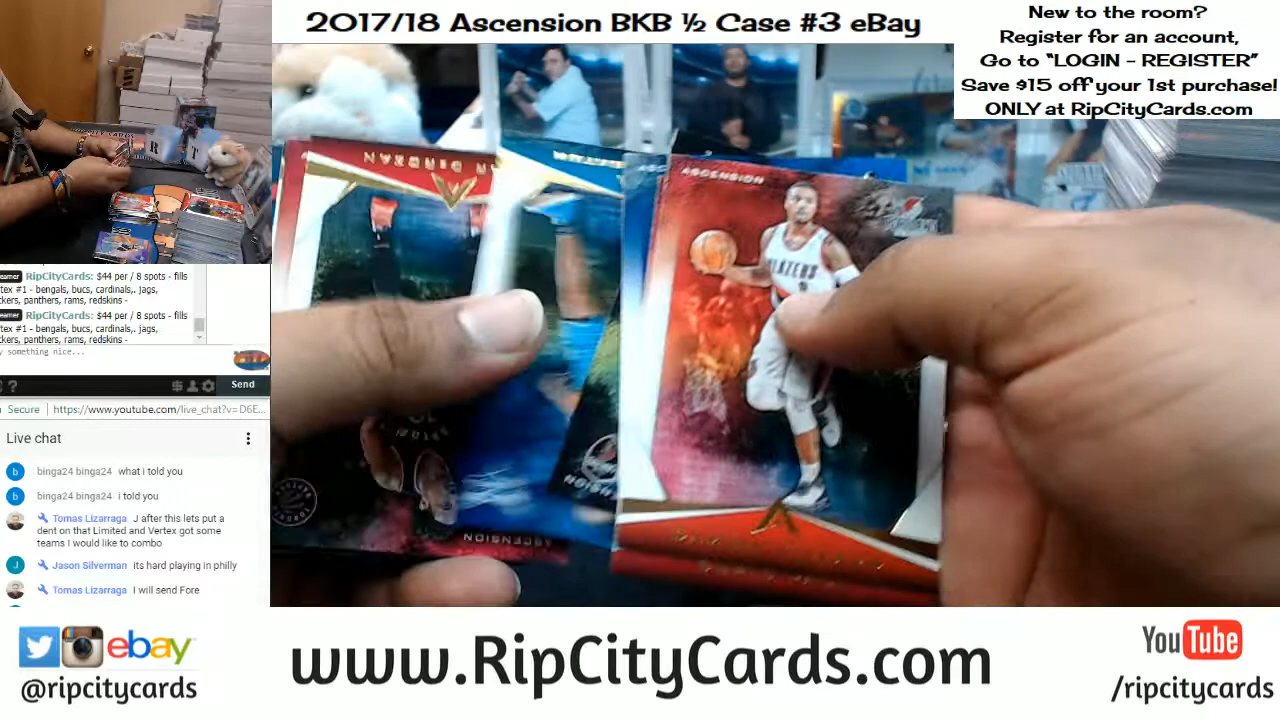 2017/18 Ascension BKB ½ Case #3 eBay
New to the room?
Register for an account,
Go to “LOGIN - REGISTER”
Save $15 off your 1st purchase!
ONLY at RipCityCards.com
ASCENSION
BLAZERS
ASCENSION
RipCityCards: $44 per / 8 spots - fills
tex #1 - bengals, bucs, cardinals,. jags,
kers, panthers, rams, redskins -
RipCityCards: $44 per / 8 spots - fills
tex #1 - bengals, bucs, cardinals,. jags,
kers, panthers, rams, redskins -
y something nice...
?
Send
Secure
https://www.youtube.com/live_chat?v=D6E...
Live chat
b binga24 binga24 what i told you
b binga24 binga24 i told you
Tomas Lizarraga J after this lets put a
dent on that Limited and Vertex got some
teams I would like to combo
J Jason Silverman its hard playing in philly
Tomas Lizarraga I will send Fore
ebay
@ripcitycards
www.RipCityCards.com
YouTube
/ripcitycards